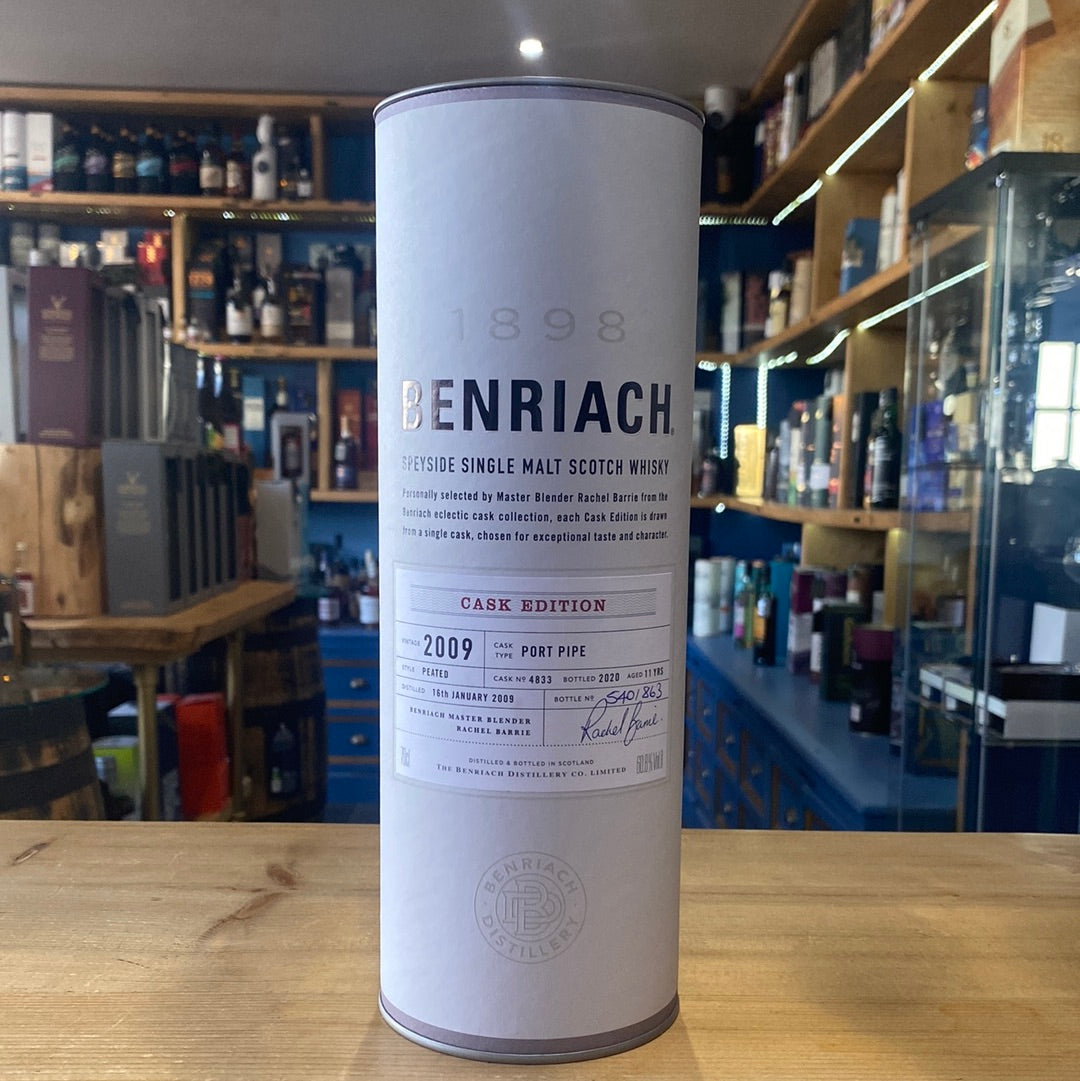 1898
BENRIACH®
SPEYSIDE SINGLE MALT SCOTCH WHISKY
Personally selected by Master Blender Rachel Barrie from the
Benriach eclectic cask collection, each Cask Edition is drawn
from a single cask, chosen for exceptional taste and character.
CASK EDITION
VINTAGE 2009 CASK TYPE PORT PIPE
STYLE PEATED CASK Nº 4833 BOTTLED 2020 AGED 11 YRS
DISTILLED 16th JANUARY 2009 BOTTLE Nº 540/863
BENRIACH MASTER BLENDER
RACHEL BARRIE Rachel Barrie
DISTILLED & BOTTLED IN SCOTLAND
70cl THE BENRIACH DISTILLERY CO. LIMITED 60.8%Vol
BENRIACH
DISTILLERY